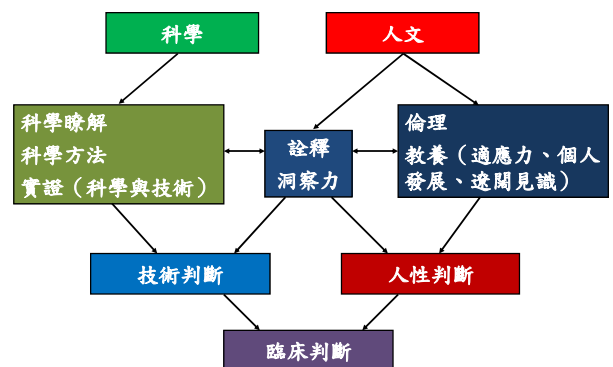 科學
人文
科學瞭解
科學方法
實證（科學與技術）
詮釋
洞察力
倫理
教養（適應力、個人
發展、遼闊見識）
技術判斷
人性判斷
臨床判斷